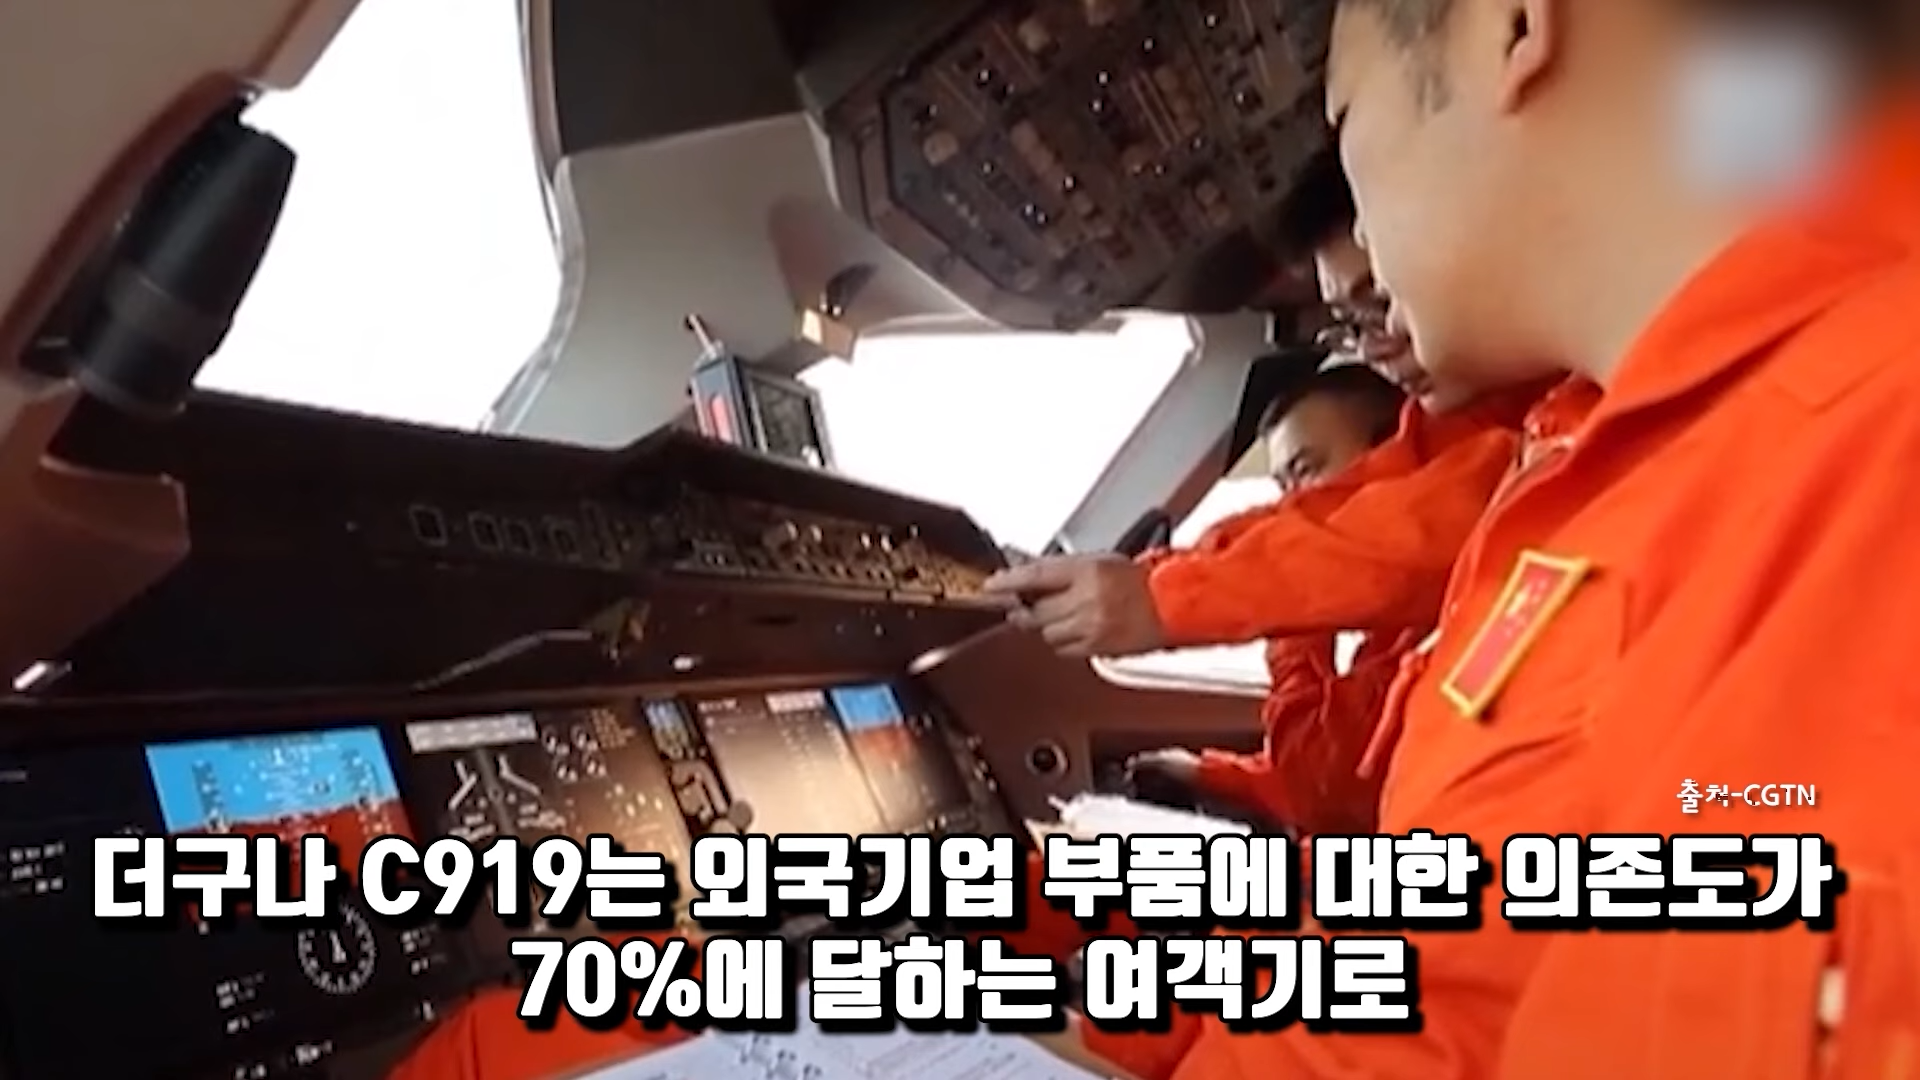 출처-CGTN
더구나 C919는 외국기업 부품에 대한 의존도가
70%에 달하는 여객기로